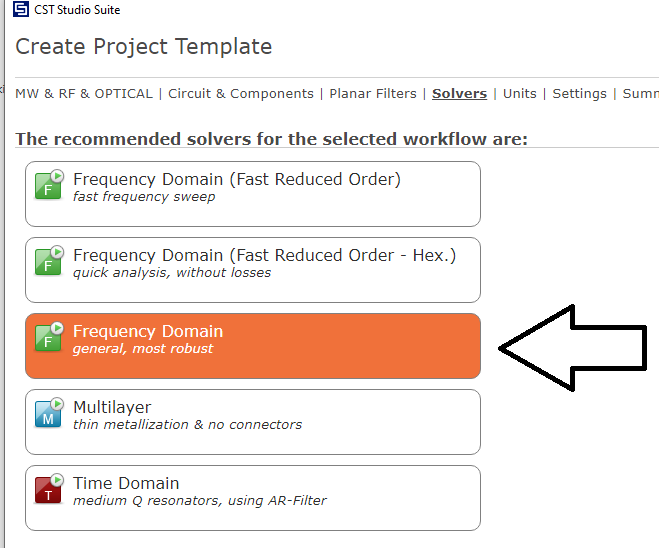 CST Studio Suite
Create Project Template
MW & RF & OPTICAL | Circuit & Components | Planar Filters | Solvers | Units | Settings | Sumn
The recommended solvers for the selected workflow are:
F
Frequency Domain (Fast Reduced Order)
fast frequency sweep
F
Frequency Domain (Fast Reduced Order - Hex.)
quick analysis, without losses
F
Frequency Domain
general, most robust
M
Multilayer
thin metallization & no connectors
T
Time Domain
medium Q resonators, using AR-Filter